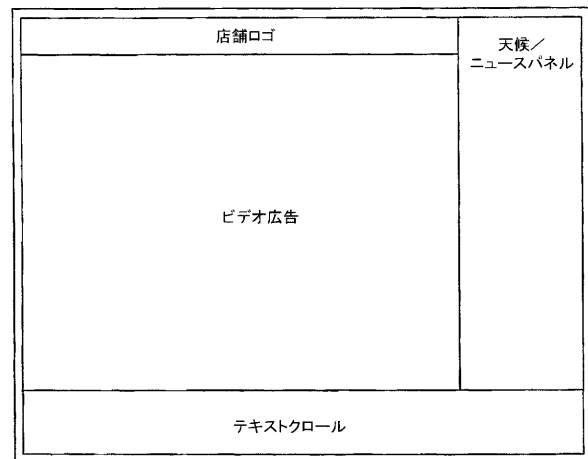 店舗ロゴ
天候／
ニュースパネル
ビデオ広告
テキストクロール